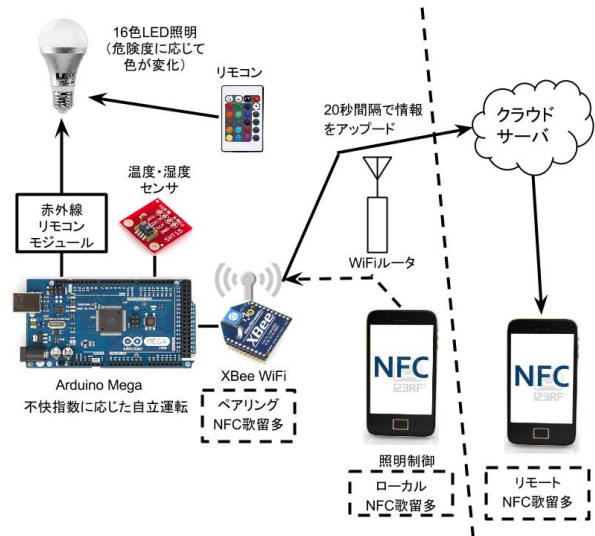 16色LED照明
(危険度に応じて
色が変化)
リモコン
20秒間隔で情報
をアップード
クラウド
サーバ
温度・湿度
センサ
赤外線
リモコン
モジュール
WiFiルータ
SHT15
XBee
MEGA
ARDUINO
NFC
123RF
NFC
123RF
Arduino Mega
不快指数に応じた自立運転
XBee WiFi
ペアリング
NFC歌留多
照明制御
ローカル
NFC歌留多
リモート
NFC歌留多